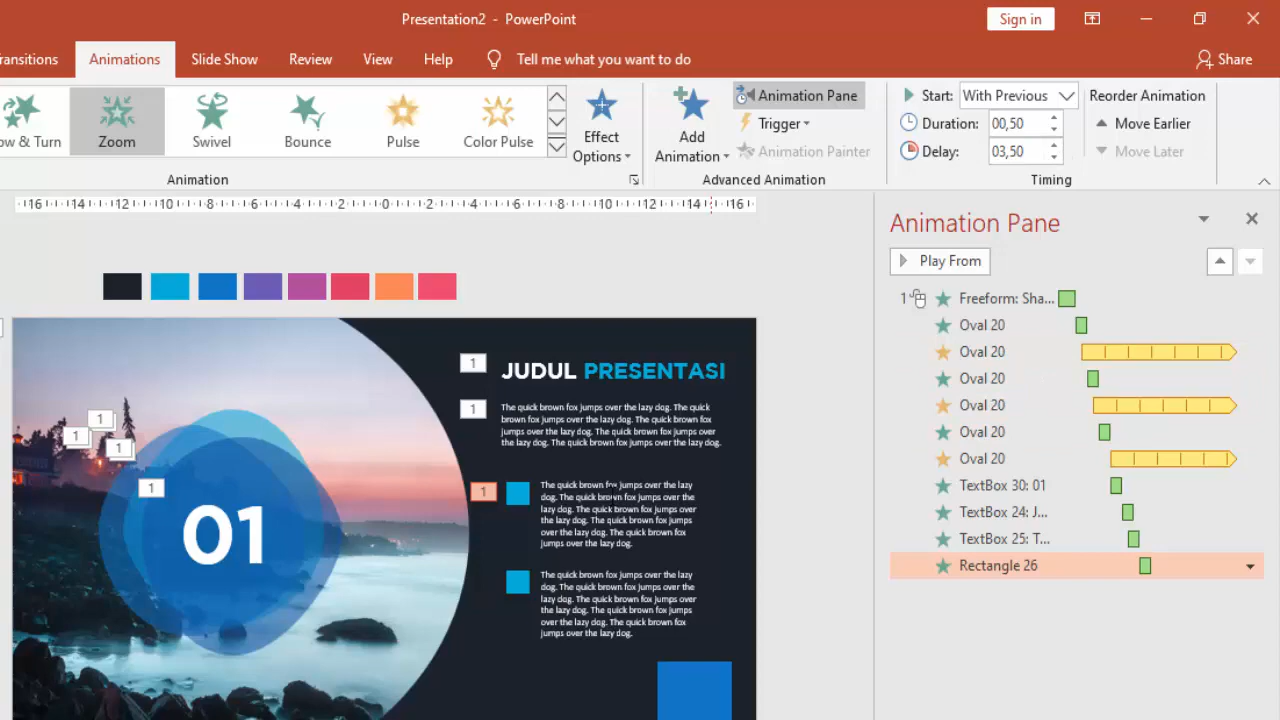 Presentation2 - PowerPoint
Sign in
ransitions
Animations
Slide Show
Review
View
Help
Tell me what you want to do
Share
ow & Turn
Zoom
Swivel
Bounce
Pulse
Color Pulse
Effect
Options
Add
Animation
Animation Pane
Trigger
Animation Painter
Start: With Previous
Duration: 00,50
Delay: 03,50
Reorder Animation
Move Earlier
Move Later
Animation
Advanced Animation
Timing
16 14 12 10 8 6 4 2 0 2 4 6 8 10 12 14 16
Animation Pane
Play From
1 Freeform: Sha...
Oval 20
Oval 20
Oval 20
Oval 20
Oval 20
Oval 20
TextBox 30: 01
TextBox 24: J...
TextBox 25: T...
Rectangle 26
1
1
1
1
01
1
JUDUL PRESENTASI
1
The quick brown fox jumps over the lazy dog. The quick
brown fox jumps over the lazy dog. The quick brown fox
jumps over the lazy dog. The quick brown fox jumps over
the lazy dog. The quick brown fox jumps over the lazy dog.
1
The quick brown fox jumps over the lazy
dog. The quick brown fox jumps over the
lazy dog. The quick brown fox jumps over
the lazy dog. The quick brown fox jumps
over the lazy dog. The quick brown fox
jumps over the lazy dog.
The quick brown fox jumps over the lazy
dog. The quick brown fox jumps over the
lazy dog. The quick brown fox jumps over
the lazy dog. The quick brown fox jumps
over the lazy dog. The quick brown fox
jumps over the lazy dog.